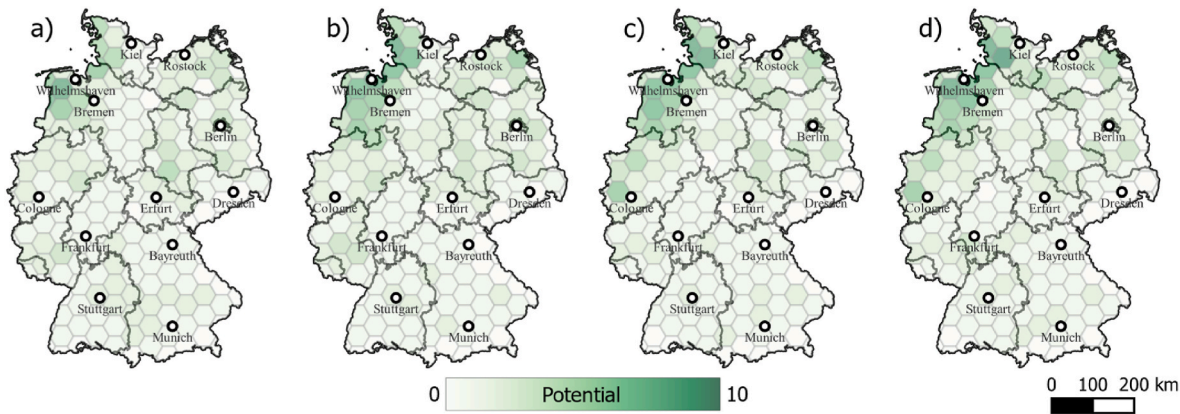 a)
Kiel
Rostock
Wilhelmshaven
Bremen
Berlin
Cologne
Erfurt
Dresden
Frankfurt
Bayreuth
Stuttgart
Munich
b)
Kiel
Rostock
Wilhelmshaven
Bremen
Berlin
Cologne
Erfurt
Dresden
Frankfurt
Bayreuth
Stuttgart
Munich
c)
Kiel
Rostock
Wilhelmshaven
Bremen
Berlin
Cologne
Erfurt
Dresden
Frankfurt
Bayreuth
Stuttgart
Munich
d)
Kiel
Rostock
Wilhelmshaven
Bremen
Berlin
Cologne
Erfurt
Dresden
Frankfurt
Bayreuth
Stuttgart
Munich
0 Potential 10
0 100 200 km